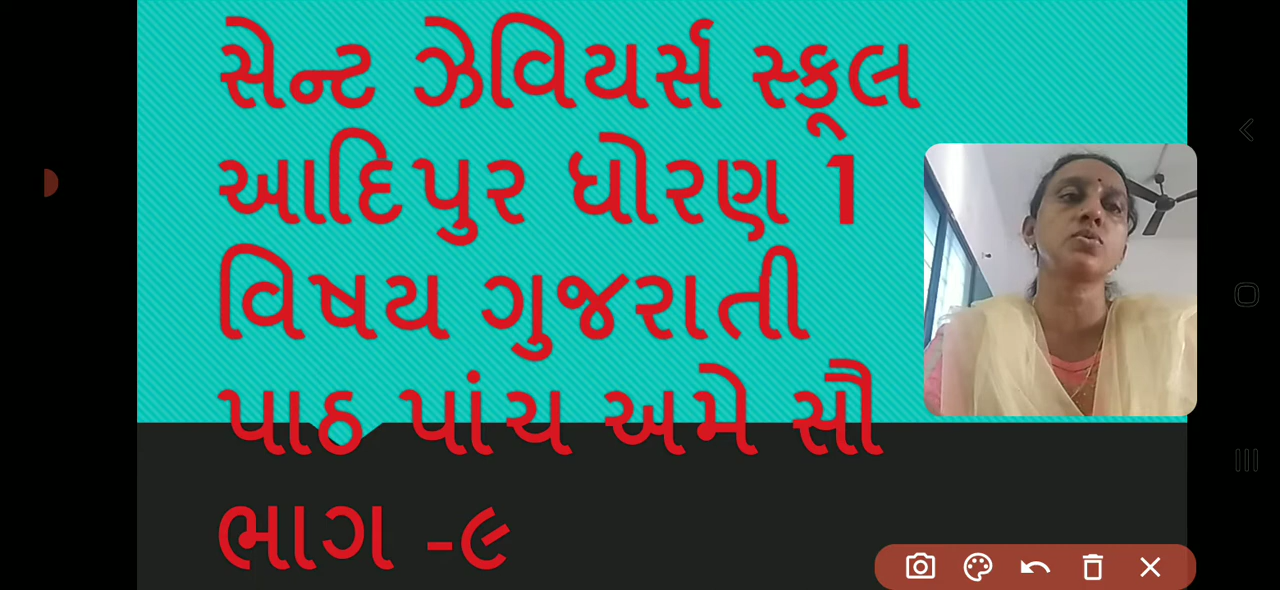 સેન્ટ ઝેવિયર્સ સ્કૂલ
આદિપુર ધોરણ 1
વિષય ગુજરાતી
પાઠ પાંચ અમે સૌ
ભાગ -૯